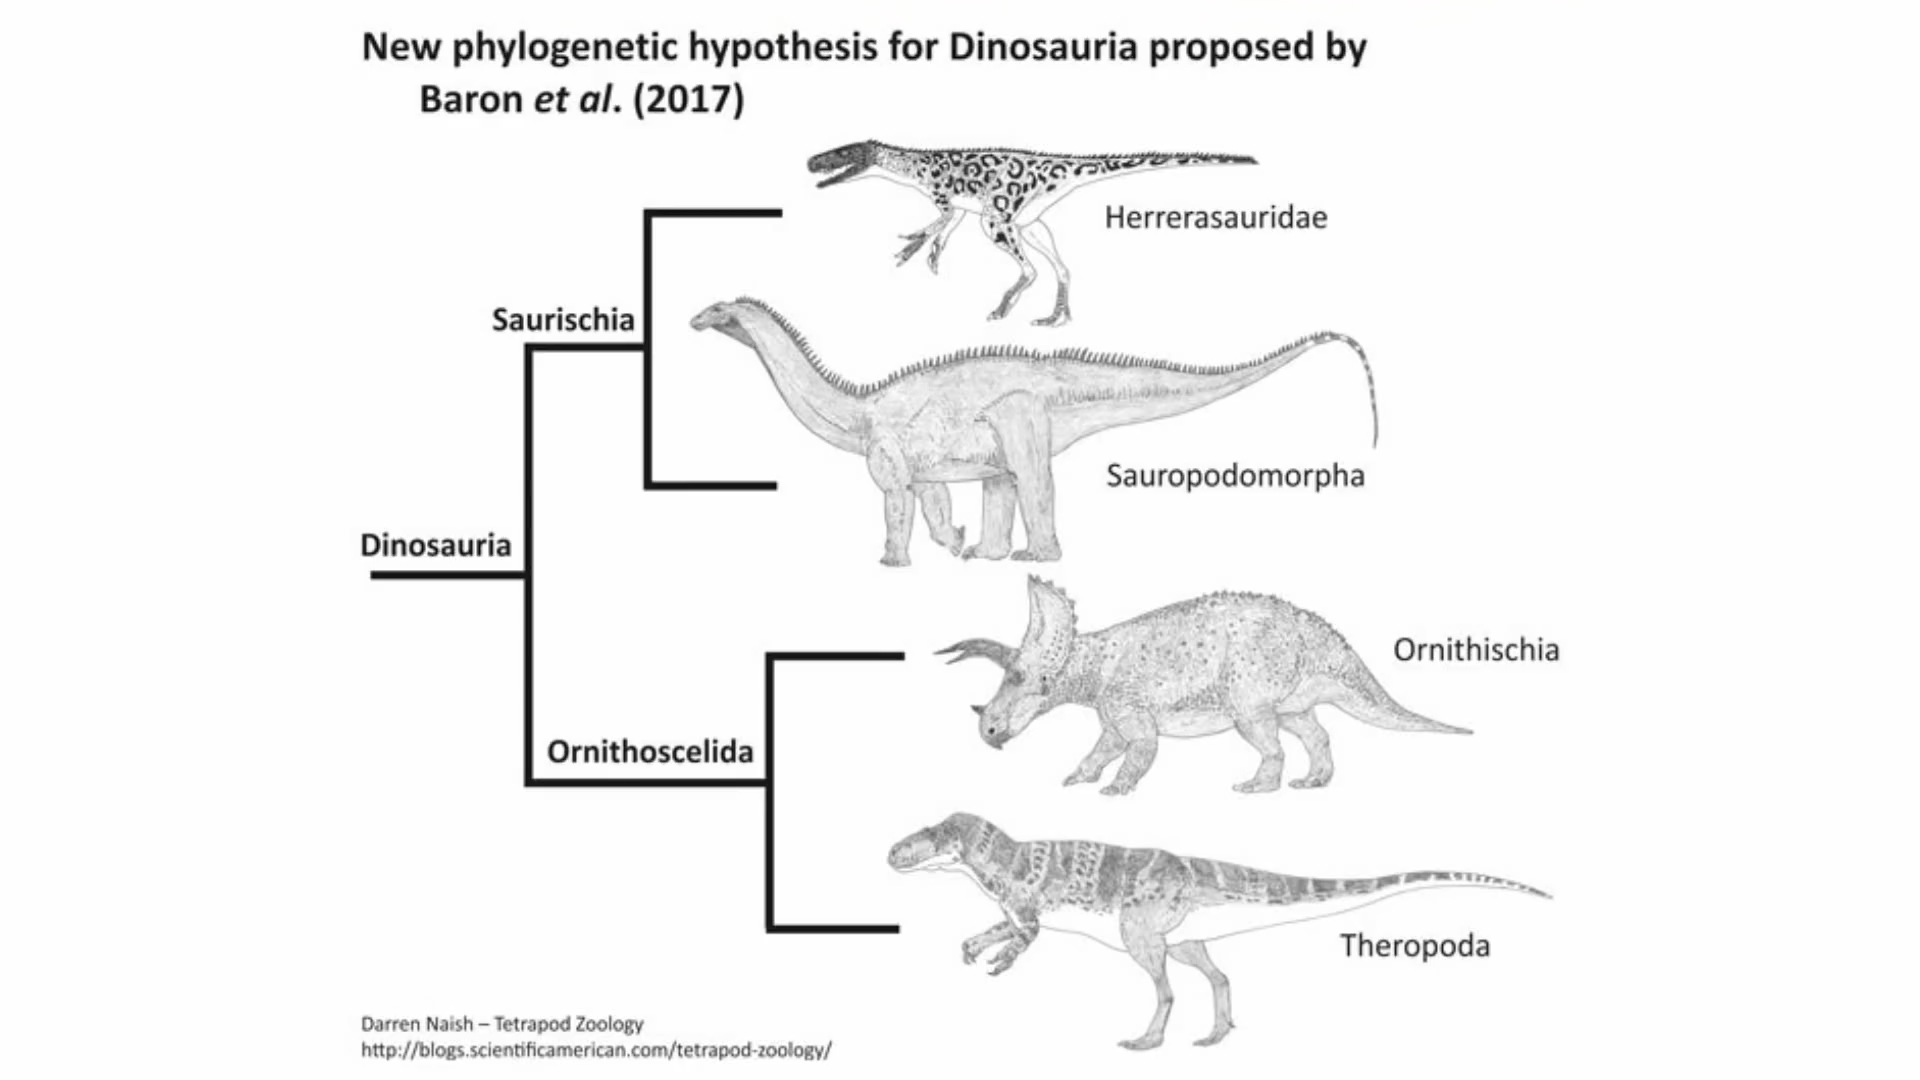 New phylogenetic hypothesis for Dinosauria proposed by
Baron et al. (2017)
Herrerasauridae
Saurischia
Sauropodomorpha
Dinosauria
Ornithischia
Ornithoscelida
Theropoda
Darren Naish – Tetrapod Zoology
http://blogs.scientificamerican.com/tetrapod-zoology/